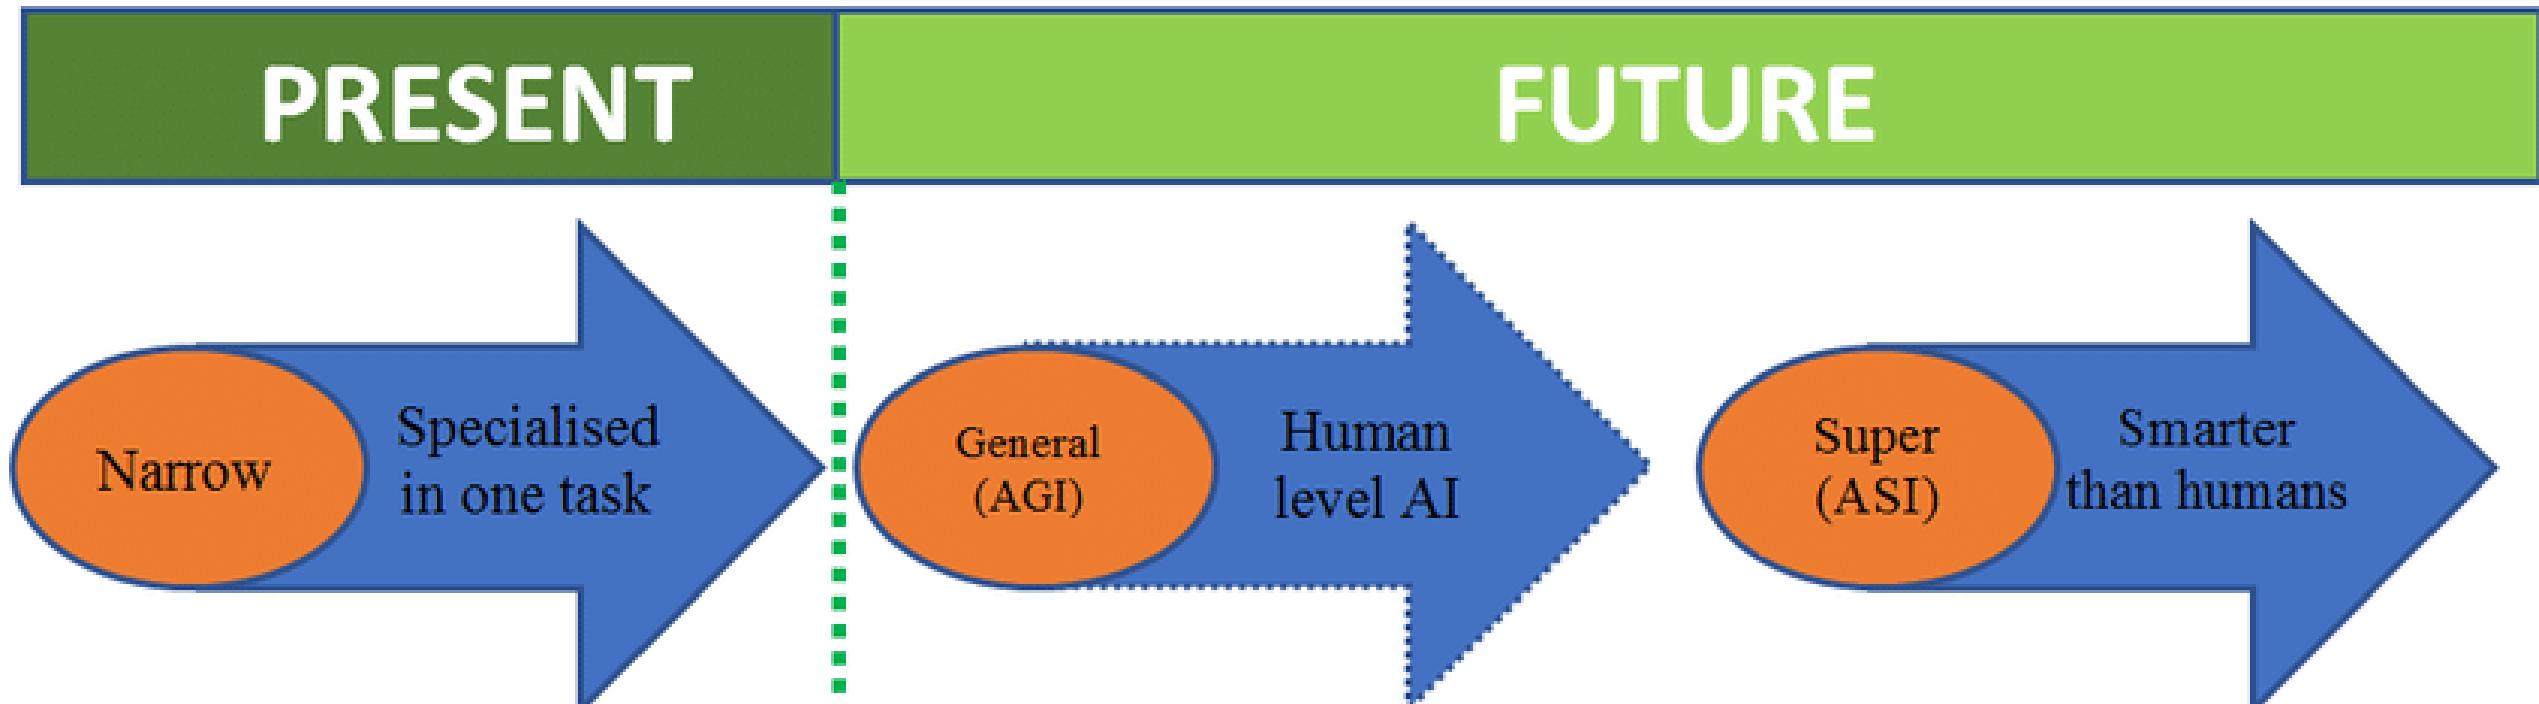 PRESENT
FUTURE
Narrow
Specialised
in one task
General
(AGI)
Human
level AI
Super
(ASI)
Smarter
than humans